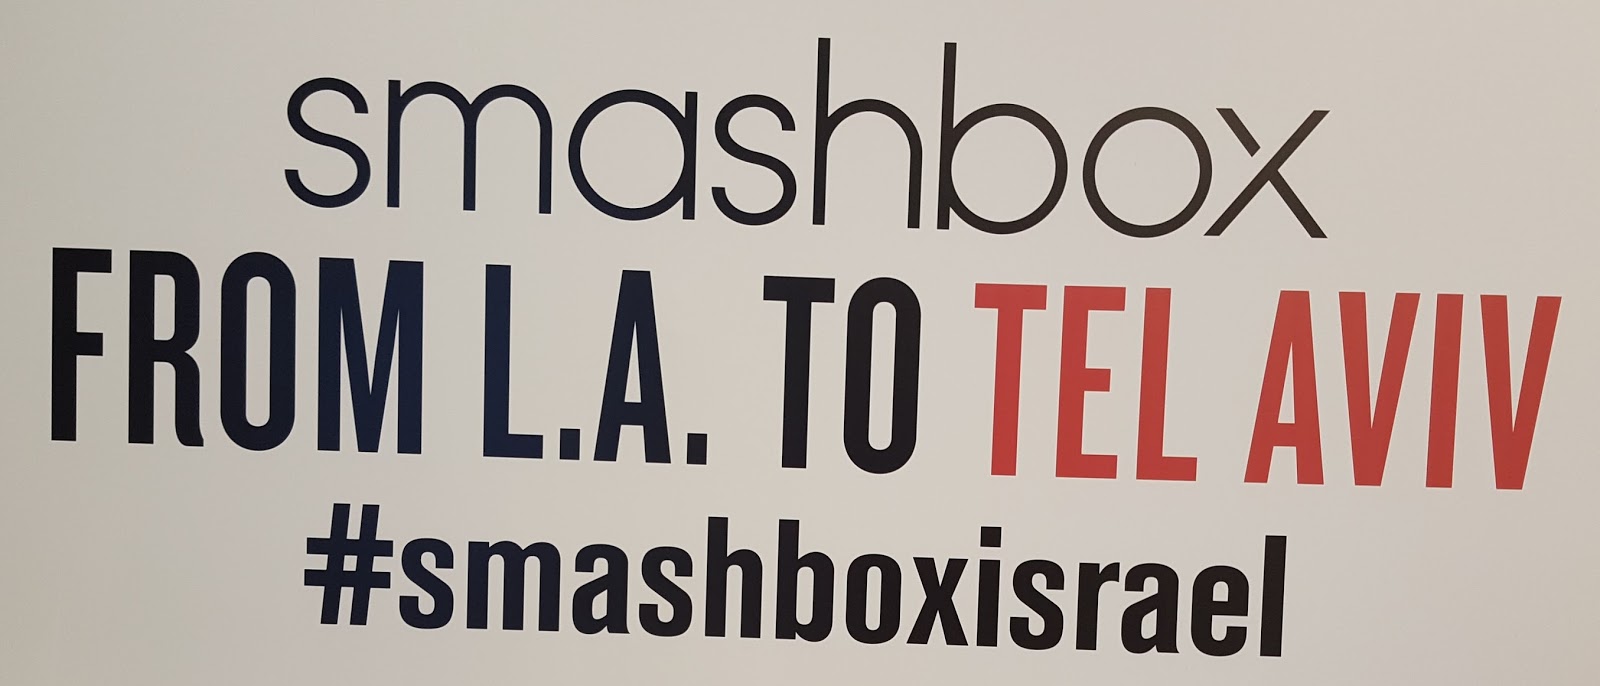 smashbox
FROM L.A. TO TEL AVIV
#smashboxisrael